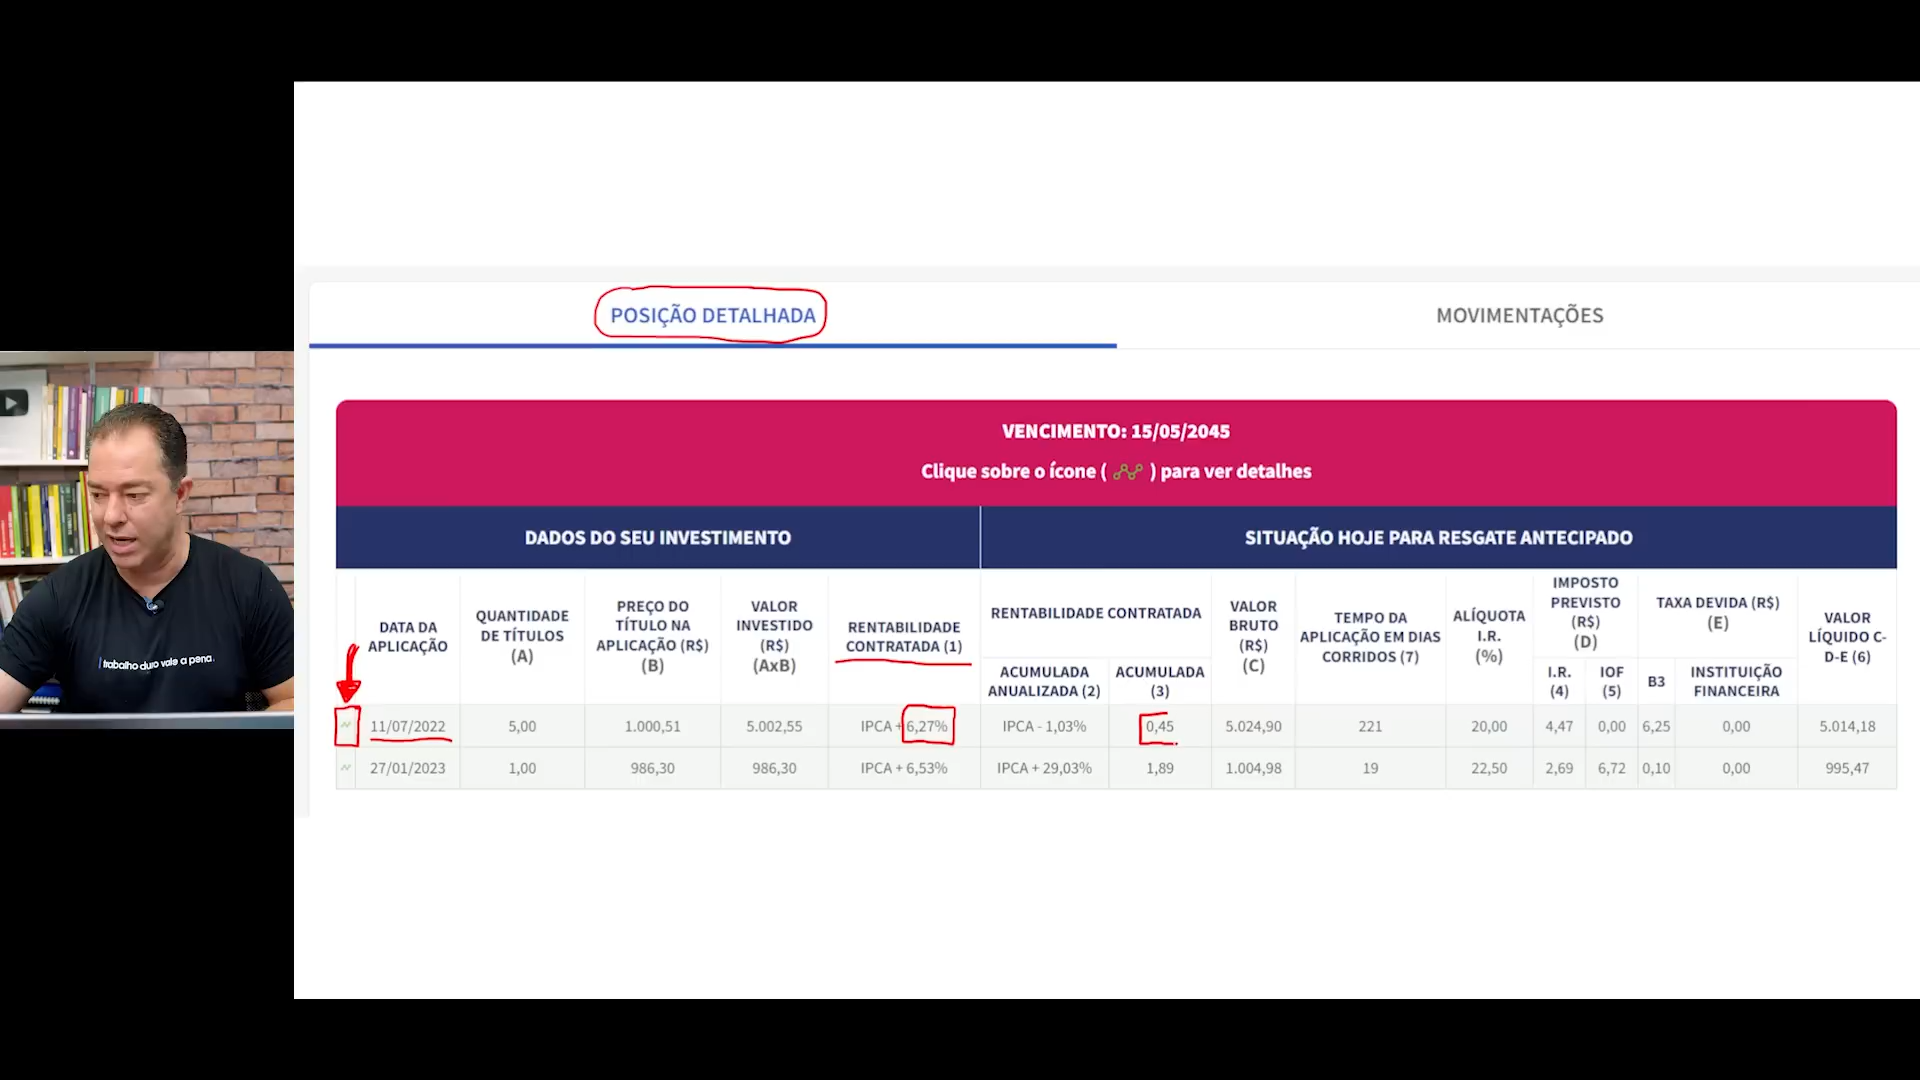 POSIÇÃO DETALHADA
MOVIMENTAÇÕES
VENCIMENTO: 15/05/2045
Clique sobre o ícone ( ) para ver detalhes
DADOS DO SEU INVESTIMENTO
SITUAÇÃO HOJE PARA RESGATE ANTECIPADO
DATA DA
APLICAÇÃO
QUANTIDADE
DE TÍTULOS
(A)
PREÇO DO
TÍTULO NA
APLICAÇÃO (R$)
(B)
VALOR
INVESTIDO
(R$)
(AxB)
RENTABILIDADE
CONTRATADA (1)
RENTABILIDADE CONTRATADA
ACUMULADA
ANUALIZADA (2)
ACUMULADA
(3)
VALOR
BRUTO
(R$)
(C)
TEMPO DA
APLICAÇÃO EM DIAS
CORRIDOS (7)
ALÍQUOTA
I.R.
(%)
IMPOSTO
PREVISTO
(R$)
(D)
I.R.
(4)
IOF
(5)
TAXA DEVIDA (R$)
(E)
B3
INSTITUIÇÃO
FINANCEIRA
VALOR
LÍQUIDO C-
D-E (6)
11/07/2022 5,00 1.000,51 5.002,55 IPCA + 6,27% IPCA - 1,03% 0,45 5.024,90 221 20,00 4,47 0,00 6,25 0,00 5.014,18
27/01/2023 1,00 986,30 986,30 IPCA + 6,53% IPCA + 29,03% 1,89 1.004,98 19 22,50 2,69 6,72 0,10 0,00 995,47
trabalho duro vale a pena.